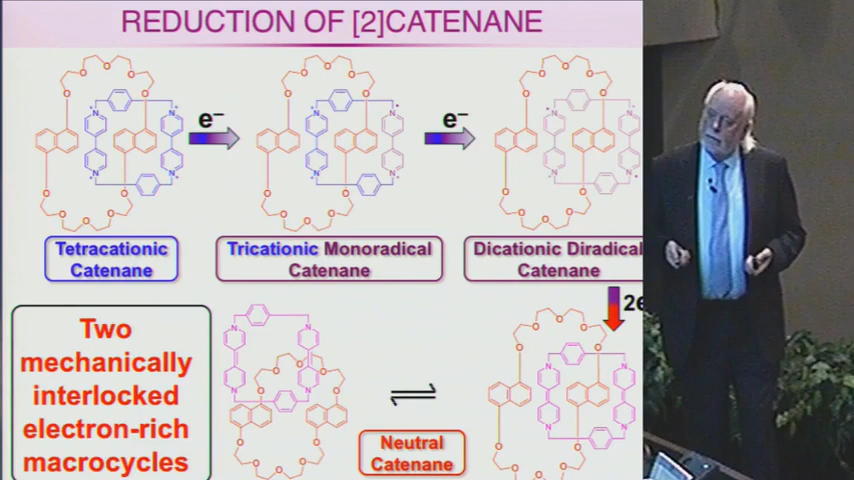 REDUCTION OF [2]CATENANE
e–
e–
Tetracationic
Catenane
Tricationic Monoradical
Catenane
Dicationic Diradical
Catenane
2e
Two
mechanically
interlocked
electron-rich
macrocycles
Neutral
Catenane